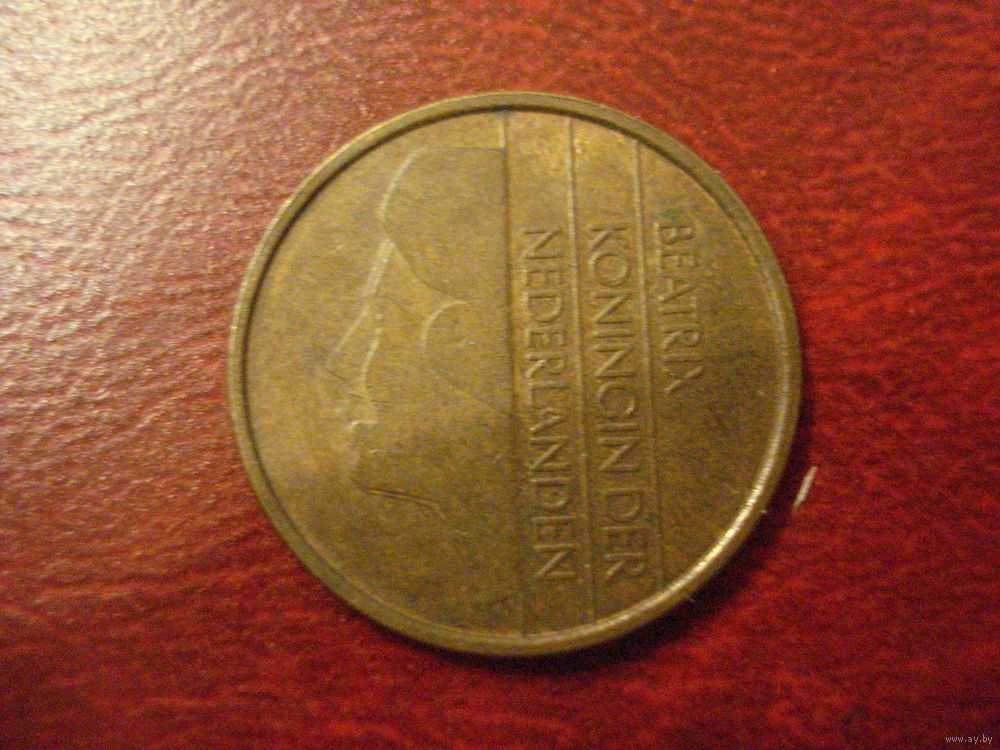 BEATRIX
KONINGIN DER
NEDERLANDEN
www.ay.by